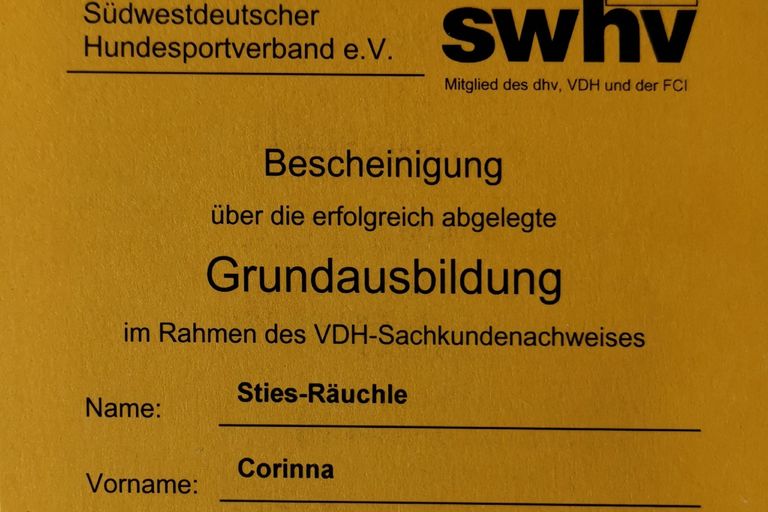 Südwestdeutscher
Hundesportverband e.V.
swhv
Mitglied des dhv, VDH und der FCI
Bescheinigung
über die erfolgreich abgelegte
Grundausbildung
im Rahmen des VDH-Sachkundenachweises
Name: Sties-Räuchle
Vorname: Corinna